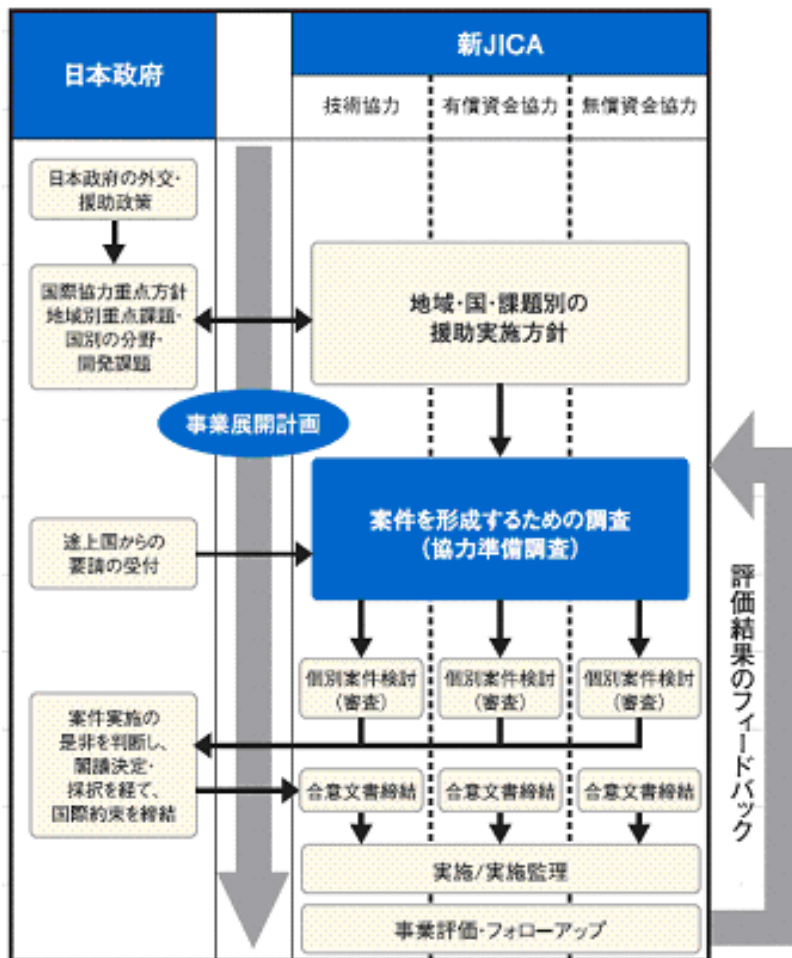 日本政府
新JICA
技術協力
有償資金協力
無償資金協力
日本政府の外交・
援助政策
国際協力重点方針
地域別重点課題・
国別の分野・
開発課題
地域・国・課題別の
援助実施方針
事業展開計画
途上国からの
要請の受付
案件を形成するための調査
(協力準備調査)
個別案件検討
(審査)
個別案件検討
(審査)
個別案件検討
(審査)
案件実施の
是非を判断し、
閣議決定・
採択を経て、
国際約束を締結
合意文書締結
合意文書締結
合意文書締結
実施/実施監理
事業評価・フォローアップ
評価結果のフィードバック